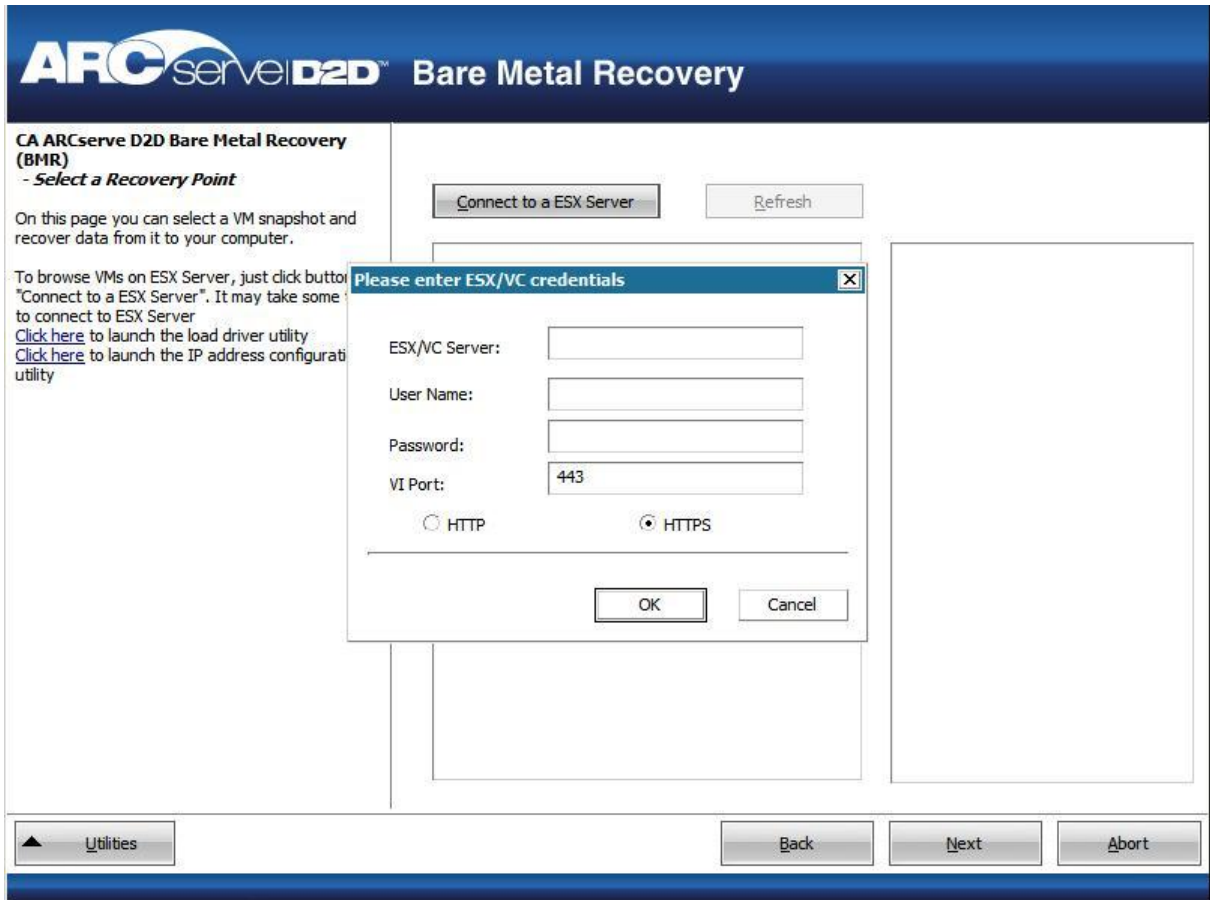 ARCserve D2D™ Bare Metal Recovery
CA ARCserve D2D Bare Metal Recovery
(BMR)
- Select a Recovery Point
On this page you can select a VM snapshot and
recover data from it to your computer.
To browse VMs on ESX Server, just click button
"Connect to a ESX Server". It may take some
to connect to ESX Server
Click here to launch the load driver utility
Click here to launch the IP address configurati
utility
Connect to a ESX Server
Refresh
Please enter ESX/VC credentials
ESX/VC Server:
User Name:
Password:
VI Port:
443
HTTP
HTTPS
OK
Cancel
Utilities
Back
Next
Abort